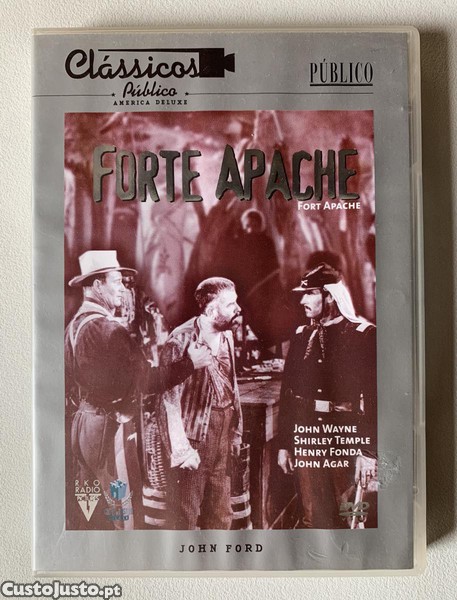 Clássicos
Público
AMERICA DELUXE
PÚBLICO
FORTE APACHE
FORT APACHE
JOHN WAYNE
SHIRLEY TEMPLE
HENRY FONDA
JOHN AGAR
RKO
RADIO
DVD
JOHN FORD
CustoJusto.pt